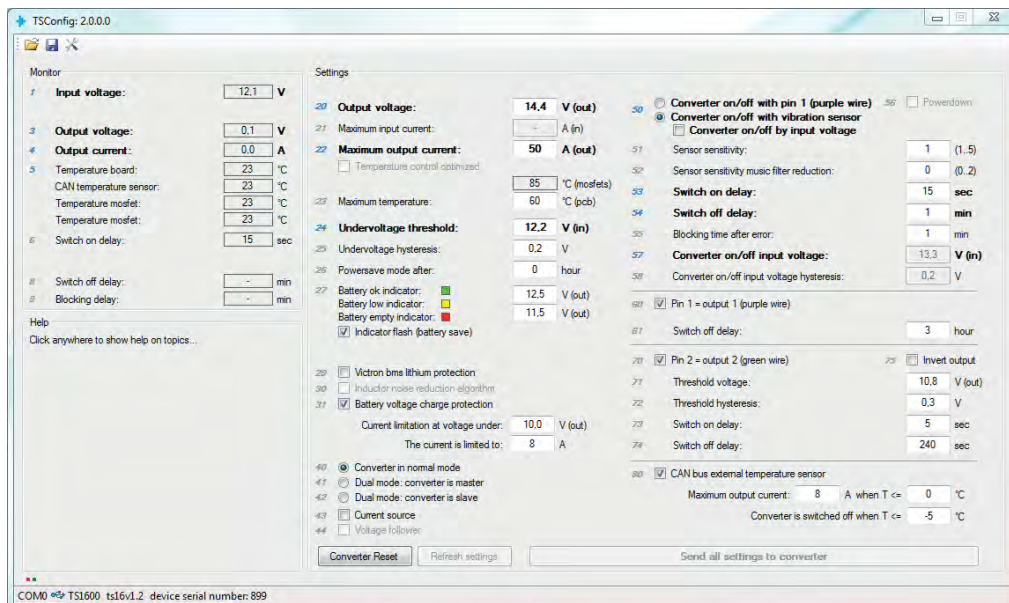 TSConfig: 2.0.0.0
Monitor
1 Input voltage: 12,1 V
3 Output voltage: 0,1 V
4 Output current: 0,0 A
5 Temperature board: 23 °C
CAN temperature sensor: 23 °C
Temperature mosfet: 23 °C
Temperature mosfet: 23 °C
6 Switch on delay: 15 sec
8 Switch off delay: - min
9 Blocking delay: - min
Help
Click anywhere to show help on topics...
Settings
20 Output voltage: 14,4 V (out)
21 Maximum input current: - A (in)
22 Maximum output current: 50 A (out)
Temperature control optimized
85 °C (mosfets)
23 Maximum temperature: 60 °C (pcb)
24 Undervoltage threshold: 12,2 V (in)
25 Undervoltage hysteresis: 0,2 V
26 Powersave mode after: 0 hour
27 Battery ok indicator: 12,5 V (out)
Battery low indicator:
Battery empty indicator: 11,5 V (out)
Indicator flash (battery save)
29 Victron bms lithium protection
30 Inductor noise reduction algorithm
31 Battery voltage charge protection
Current limitation at voltage under: 10,0 V (out)
The current is limited to: 8 A
40 Converter in normal mode
41 Dual mode: converter is master
42 Dual mode: converter is slave
43 Current source
44 Voltage follower
50 Converter on/off with pin 1 (purple wire) 56 Powerdown
Converter on/off with vibration sensor
Converter on/off by input voltage
51 Sensor sensitivity: 1 (1..5)
52 Sensor sensitivity music filter reduction: 0 (0..2)
53 Switch on delay: 15 sec
54 Switch off delay: 1 min
55 Blocking time after error: 1 min
57 Converter on/off input voltage: 13,3 V (in)
58 Converter on/off input voltage hysteresis: 0,2 V
60 Pin 1 = output 1 (purple wire)
61 Switch off delay: 3 hour
70 Pin 2 = output 2 (green wire) 75 Invert output
71 Threshold voltage: 10,8 V (out)
72 Threshold hysteresis: 0,3 V
73 Switch on delay: 5 sec
74 Switch off delay: 240 sec
80 CAN bus external temperature sensor
Maximum output current: 8 A when T <= 0 °C
Converter is switched off when T <= -5 °C
Converter Reset Refresh settings Send all settings to converter
COM0 TS1600 ts16v1.2 device serial number: 899